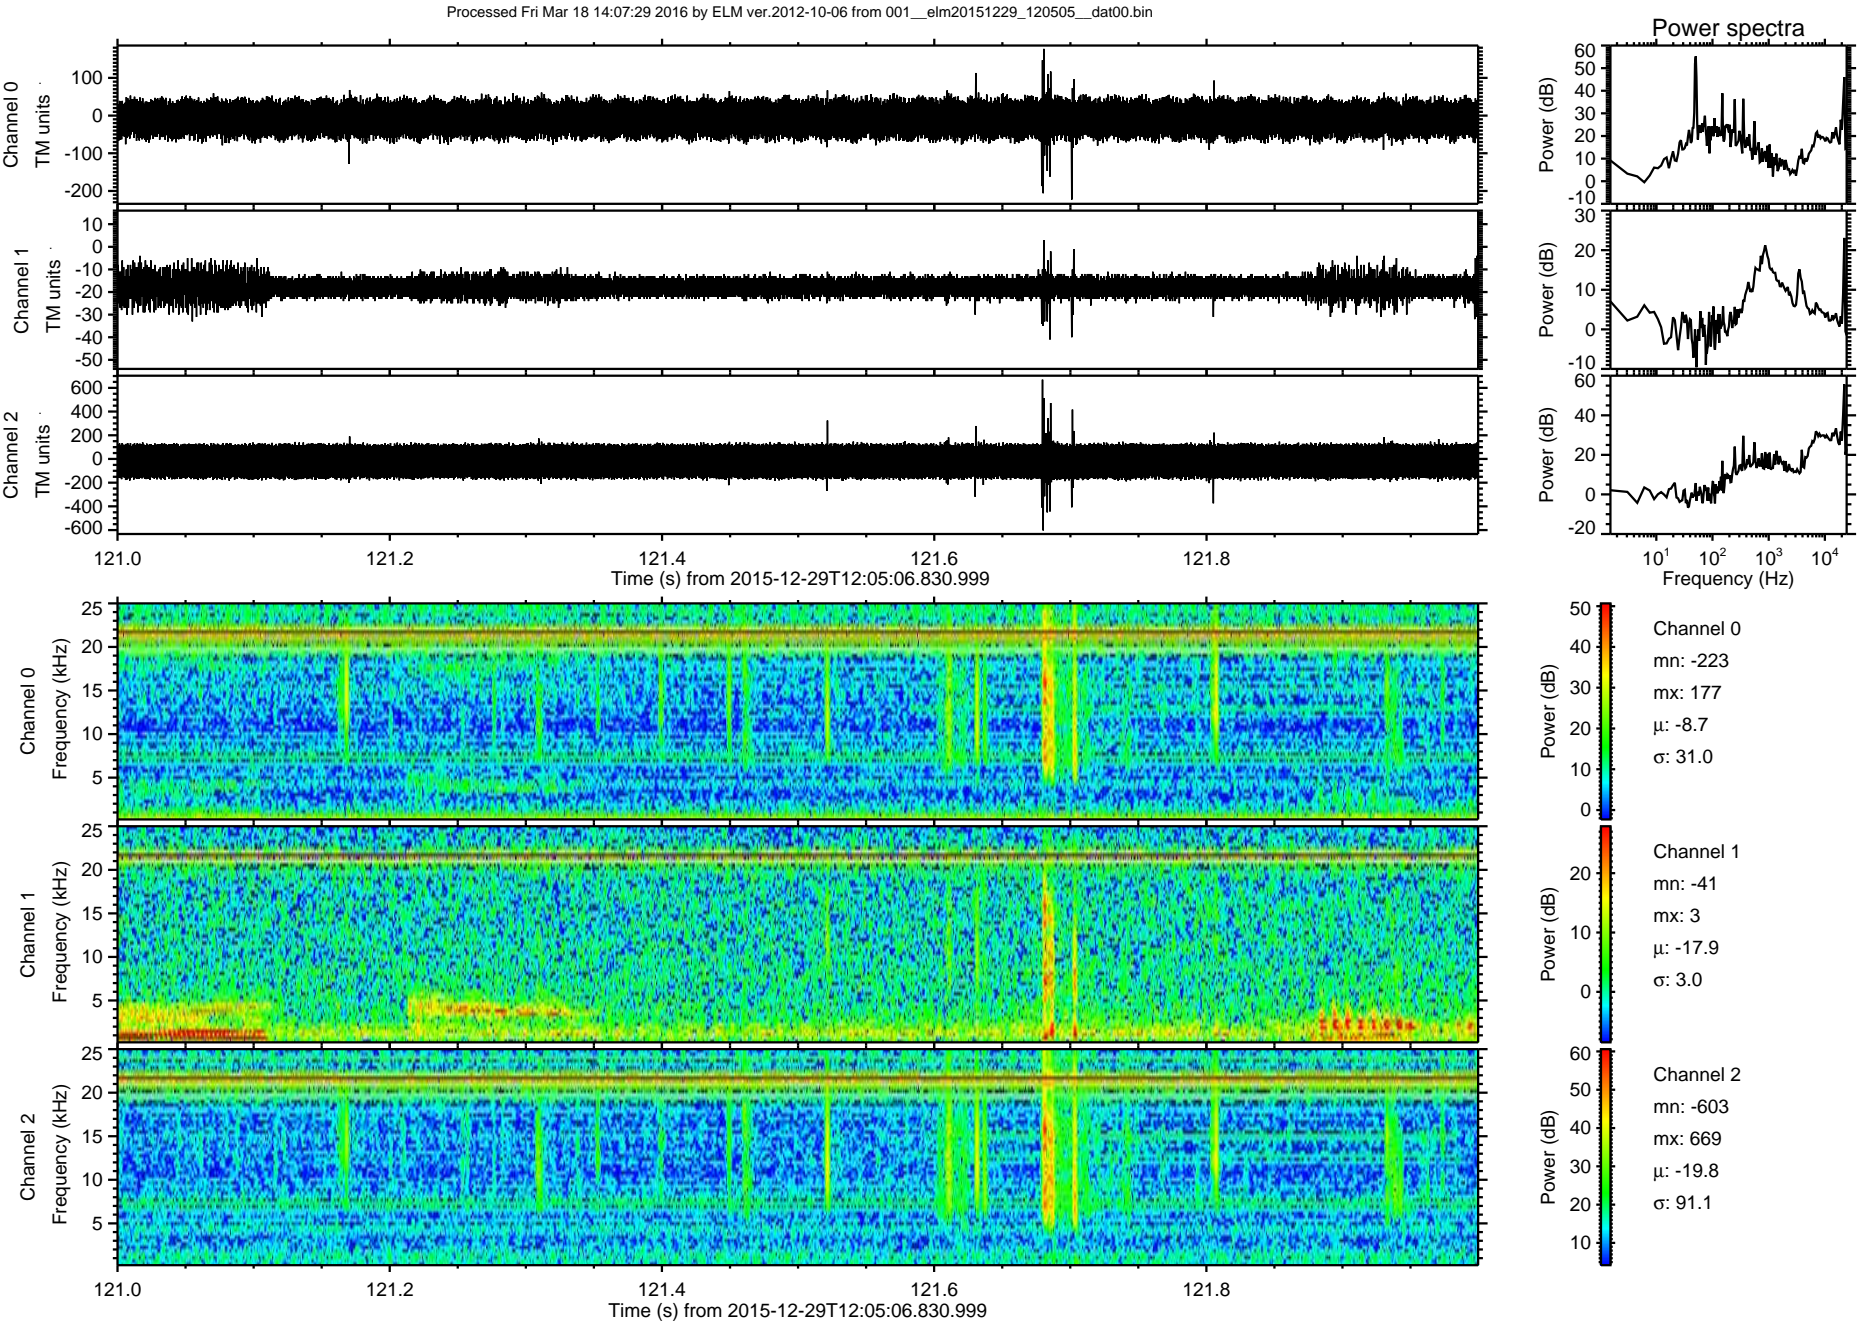 Processed Fri Mar 18 14:07:29 2016 by ELM ver.2012-10-06 from 001__elm20151229_120505__dat00.bin
Power spectra
Channel 0
TM units
100
0
-100
-200
Power (dB)
60
50
40
30
20
10
0
-10
Channel 1
TM units
10
0
-10
-20
-30
-40
-50
Power (dB)
30
20
10
0
-10
Channel 2
TM units
600
400
200
0
-200
-400
-600
Power (dB)
60
40
20
0
-20
121.0 121.2 121.4 121.6 121.8
Time (s) from 2015-12-29T12:05:06.830.999
10^1 10^2 10^3 10^4
Frequency (Hz)
Channel 0
Frequency (kHz)
25
20
15
10
5
Power (dB)
50
40
30
20
10
0
Channel 0
mn: -223
mx: 177
μ: -8.7
σ: 31.0
Channel 1
Frequency (kHz)
25
20
15
10
5
Power (dB)
20
10
0
Channel 1
mn: -41
mx: 3
μ: -17.9
σ: 3.0
Channel 2
Frequency (kHz)
25
20
15
10
5
Power (dB)
60
50
40
30
20
10
Channel 2
mn: -603
mx: 669
μ: -19.8
σ: 91.1
121.0 121.2 121.4 121.6 121.8
Time (s) from 2015-12-29T12:05:06.830.999